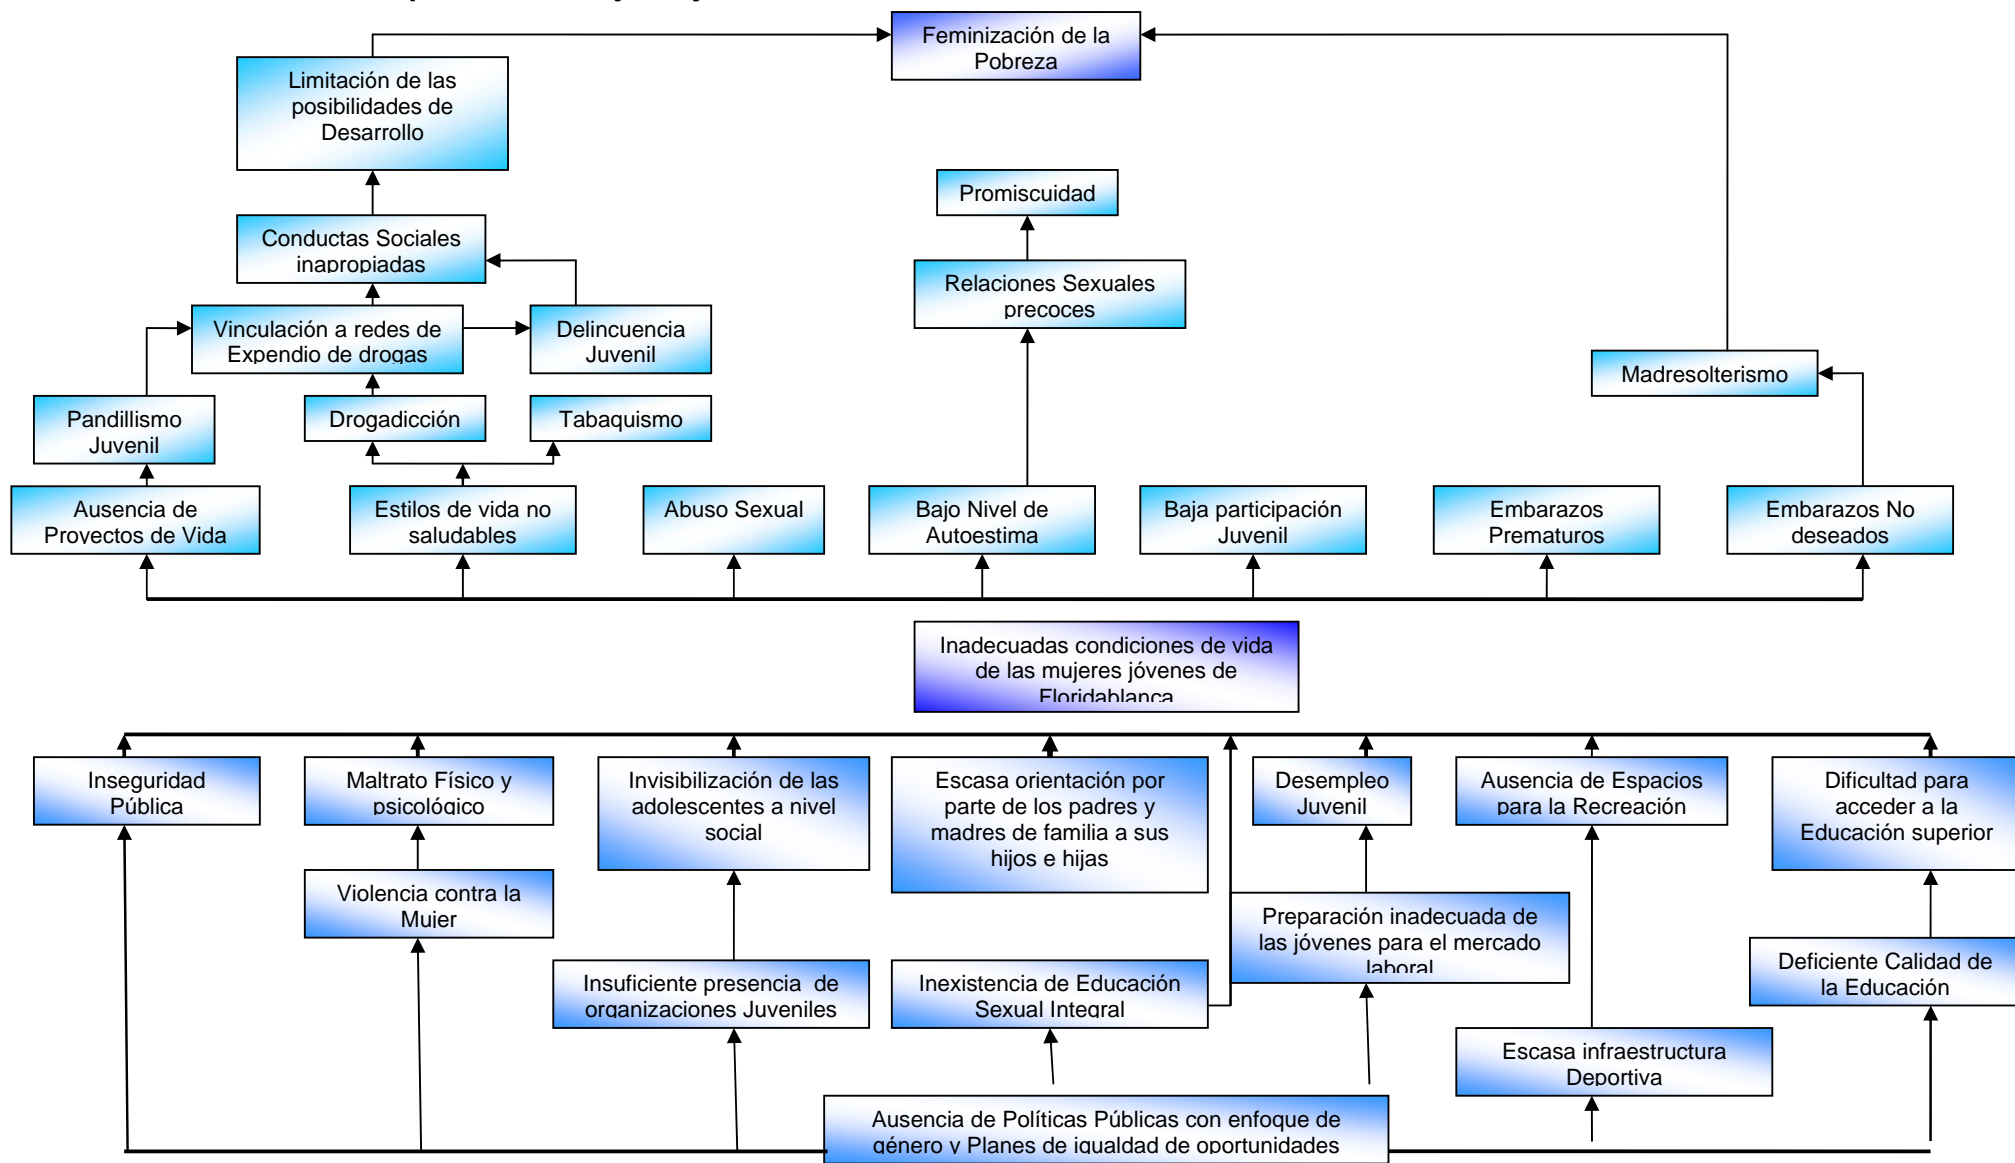 Feminización de la
Pobreza
Limitación de las
posibilidades de
Desarrollo
Promiscuidad
Conductas Sociales
inapropiadas
Relaciones Sexuales
precoces
Vinculación a redes de
Expendio de drogas
Delincuencia
Juvenil
Madresolterismo
Pandillismo
Juvenil
Drogadicción
Tabaquismo
Ausencia de
Proyectos de Vida
Estilos de vida no
saludables
Abuso Sexual
Bajo Nivel de
Autoestima
Baja participación
Juvenil
Embarazos
Prematuros
Embarazos No
deseados
Inadecuadas condiciones de vida
de las mujeres jóvenes de
Floridablanca
Inseguridad
Pública
Maltrato Físico y
psicológico
Invisibilización de las
adolescentes a nivel
social
Escasa orientación por
parte de los padres y
madres de familia a sus
hijos e hijas
Desempleo
Juvenil
Ausencia de Espacios
para la Recreación
Dificultad para
acceder a la
Educación superior
Violencia contra la
Mujer
Preparación inadecuada de
las jóvenes para el mercado
laboral
Insuficiente presencia de
organizaciones Juveniles
Inexistencia de Educación
Sexual Integral
Deficiente Calidad de
la Educación
Escasa infraestructura
Deportiva
Ausencia de Políticas Públicas con enfoque de
género y Planes de igualdad de oportunidades